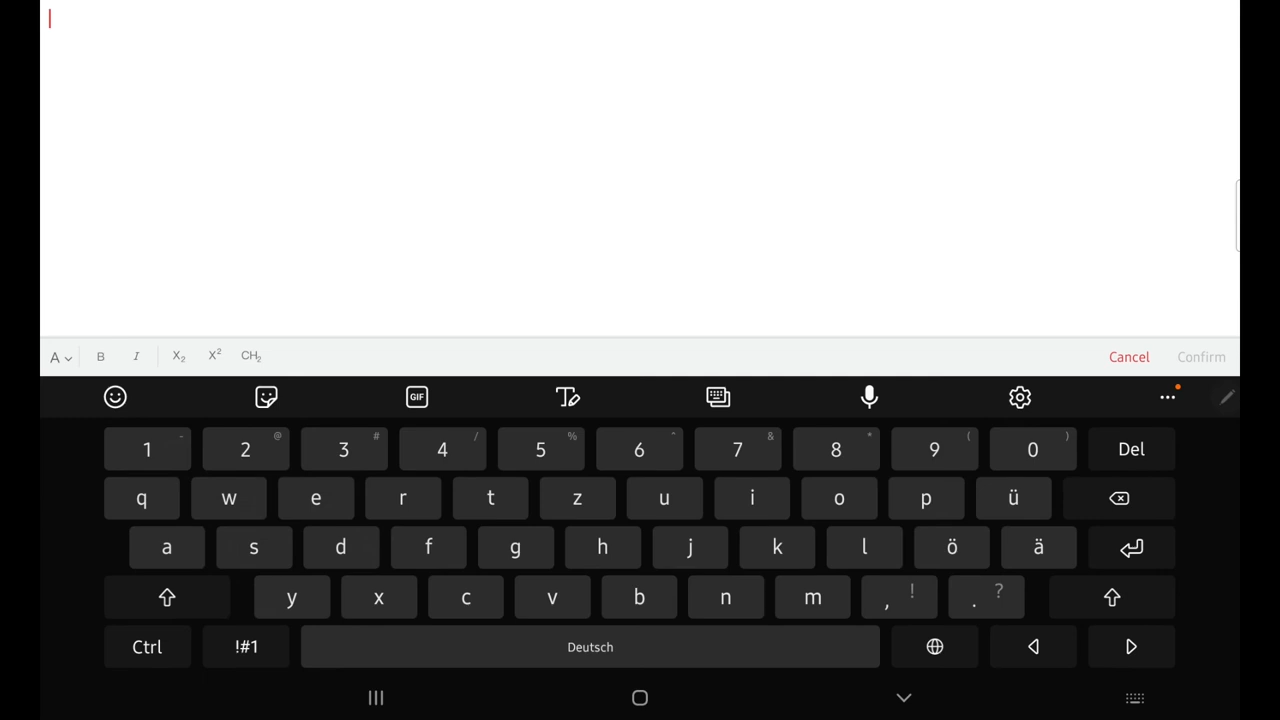 A B I X₂ X² CH₂ Cancel Confirm
GIF T
1 - 2 @ 3 # 4 / 5 % 6 ^ 7 & 8 * 9 ( 0 ) Del
q w e r t z u i o p ü
a s d f g h j k l ö ä
y x c v b n m , ! . ?
Ctrl !#1 Deutsch